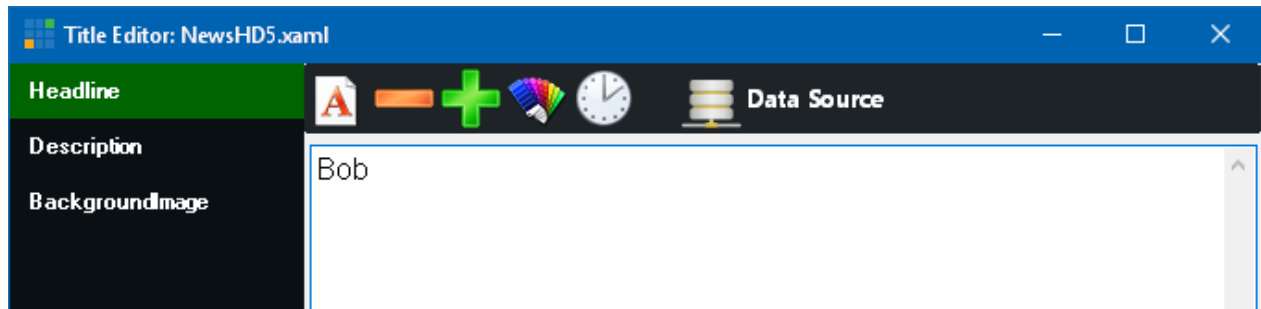 Title Editor: NewsHD5.xaml
Headline
Data Source
Description
Bob
BackgroundImage